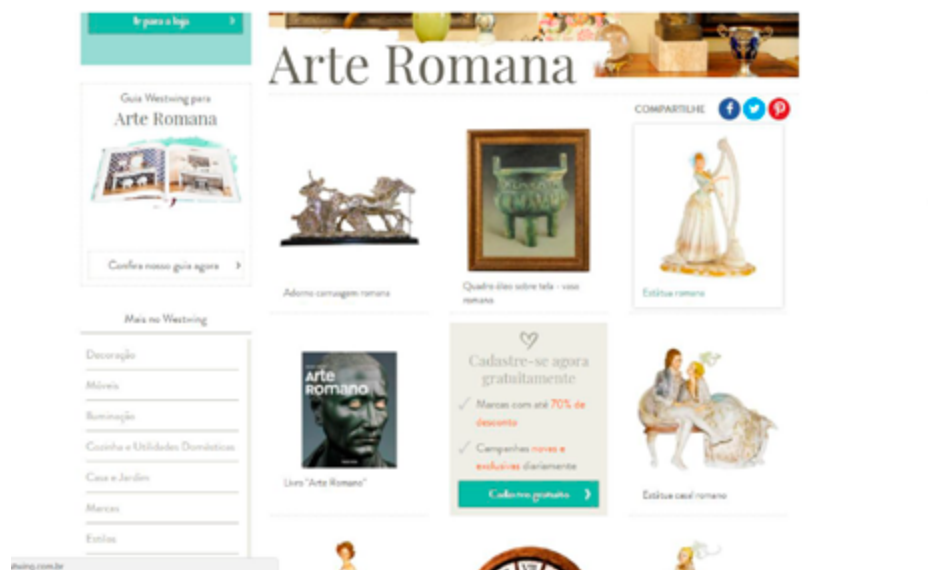 Ir para a loja
Arte Romana
Guia Westwing para
Arte Romana
Confira nosso guia agora
Mais no Westwing
Decoração
Móveis
Iluminação
Cozinha e Utilidades Domésticas
Casa e Jardim
Marcas
Estilos
COMPARTILHE
Adorno carruagem romana
Quadro óleo sobre tela - vaso
romano
Estátua romana
Arte
Romano
Livro "Arte Romano"
Cadastre-se agora
gratuitamente
Marcas com até 70% de
desconto
Campanhas novas e
exclusivas diariamente
Cadastro gratuito
Estátua casal romano